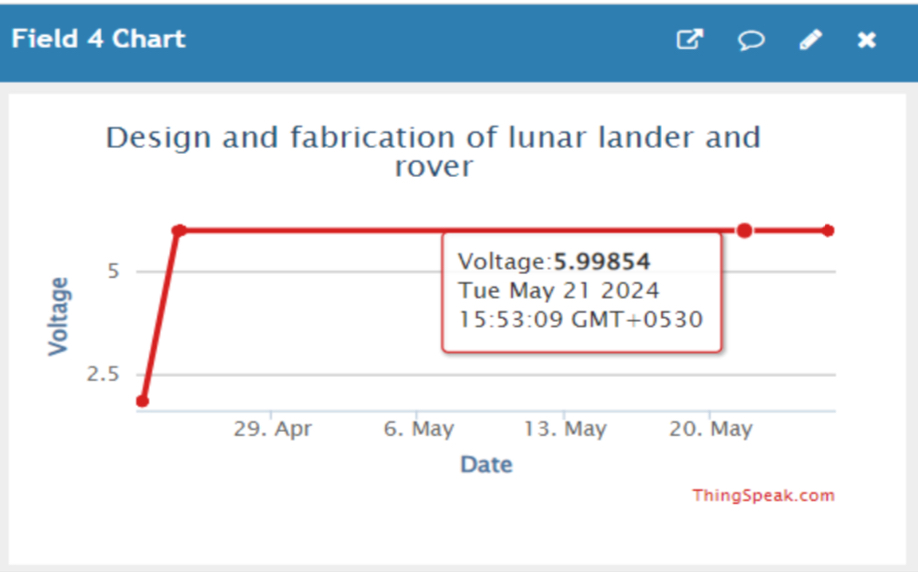 Field 4 Chart
Design and fabrication of lunar lander and
rover
Voltage
5
2.5
Voltage:5.99854
Tue May 21 2024
15:53:09 GMT+0530
29. Apr
6. May
13. May
20. May
Date
ThingSpeak.com